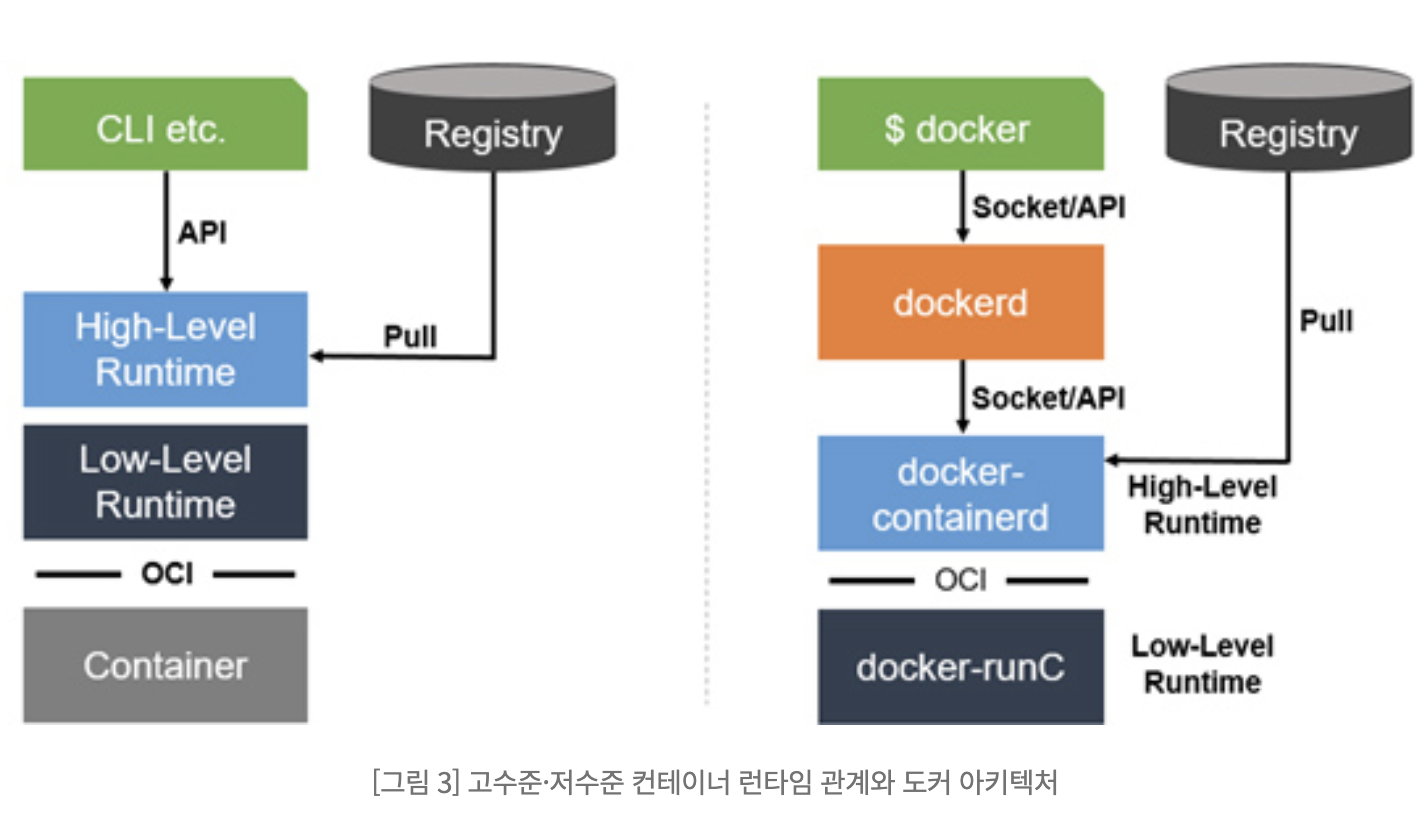 CLI etc.
Registry
API
High-Level
Runtime
Pull
Low-Level
Runtime
OCI
Container
$ docker
Registry
Socket/API
dockerd
Pull
Socket/API
docker-
containerd
High-Level
Runtime
OCI
docker-runC
Low-Level
Runtime
[그림 3] 고수준·저수준 컨테이너 런타임 관계와 도커 아키텍처